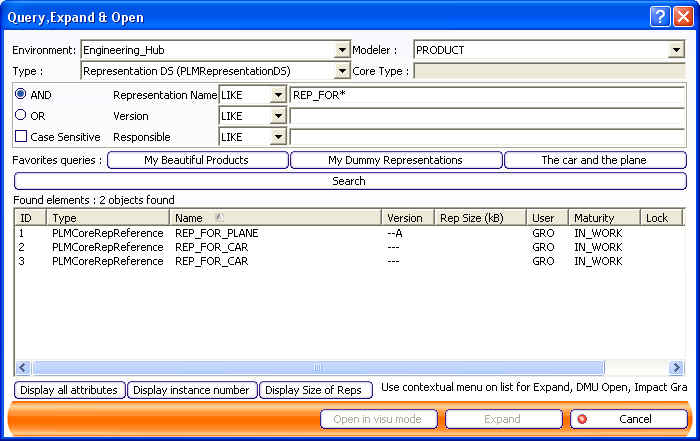 Query,Expand & Open
Environment: Engineering_Hub Modeler : PRODUCT
Type : Representation DS (PLMRepresentationDS) Core Type :
AND Representation Name LIKE REP_FOR*
OR Version LIKE
Case Sensitive Responsible LIKE
Favorites queries : My Beautiful Products My Dummy Representations The car and the plane
Search
Found elements : 2 objects found
ID Type Name Version Rep Size (kB) User Maturity Lock
1 PLMCoreRepReference REP_FOR_PLANE --A GRO IN_WORK
2 PLMCoreRepReference REP_FOR_CAR --- GRO IN_WORK
3 PLMCoreRepReference REP_FOR_CAR --- GRO IN_WORK
Display all attributes Display instance number Display Size of Reps Use contextual menu on list for Expand, DMU Open, Impact Gra
Open in visu mode Expand Cancel